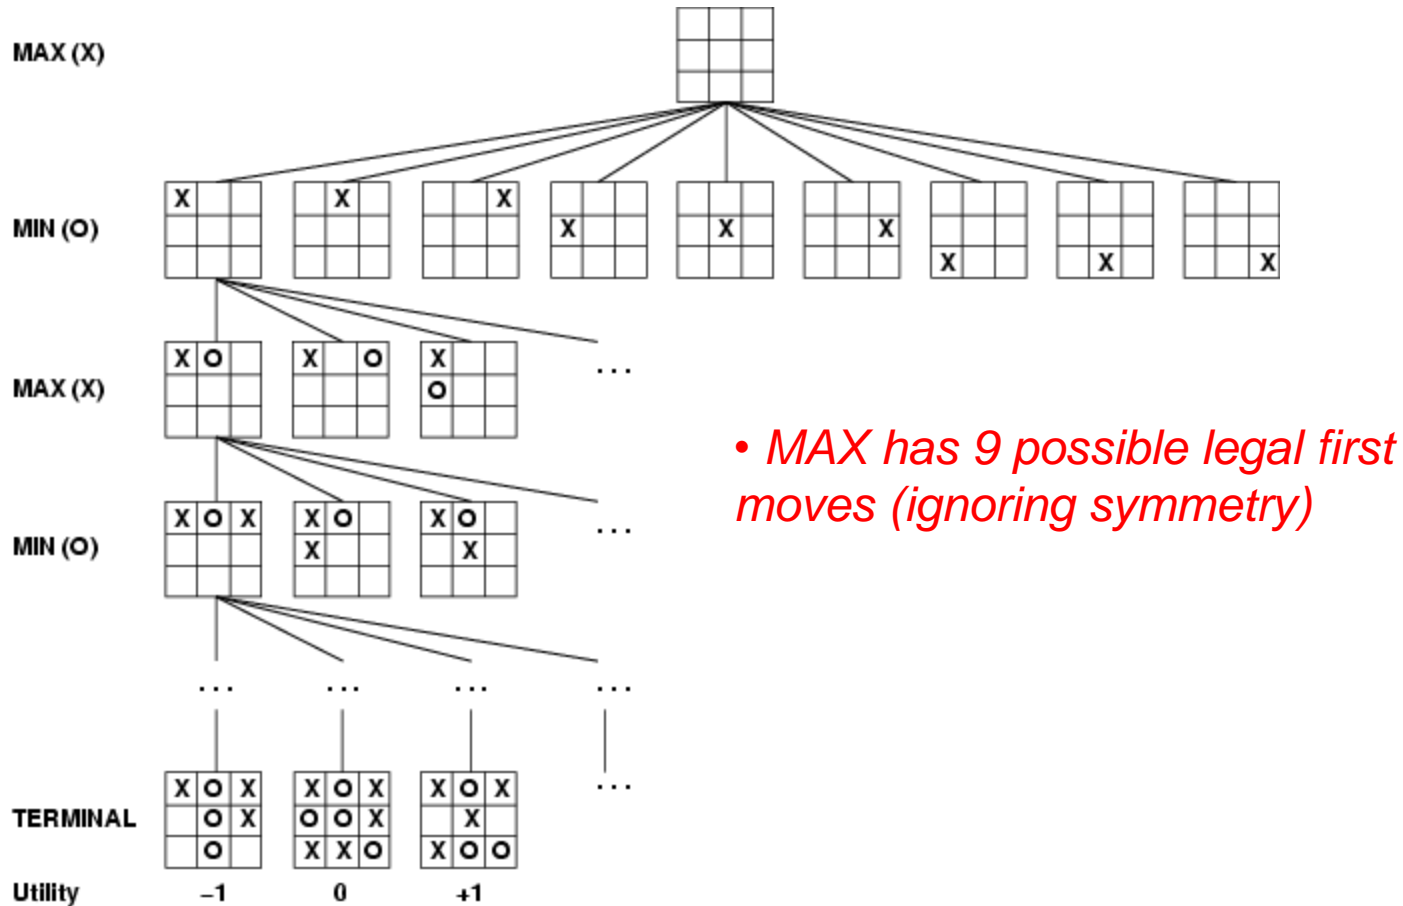 MAX (X)
X X X X X X X X X
MIN (O)
X O X O X
O
...
MAX (X)
• MAX has 9 possible legal first
moves (ignoring symmetry)
X O X X O X O
X X
...
MIN (O)
... ... ... ...
X O X X O X X O X
...
TERMINAL
O X O O X X
O X X O X O O
Utility
–1 0 +1